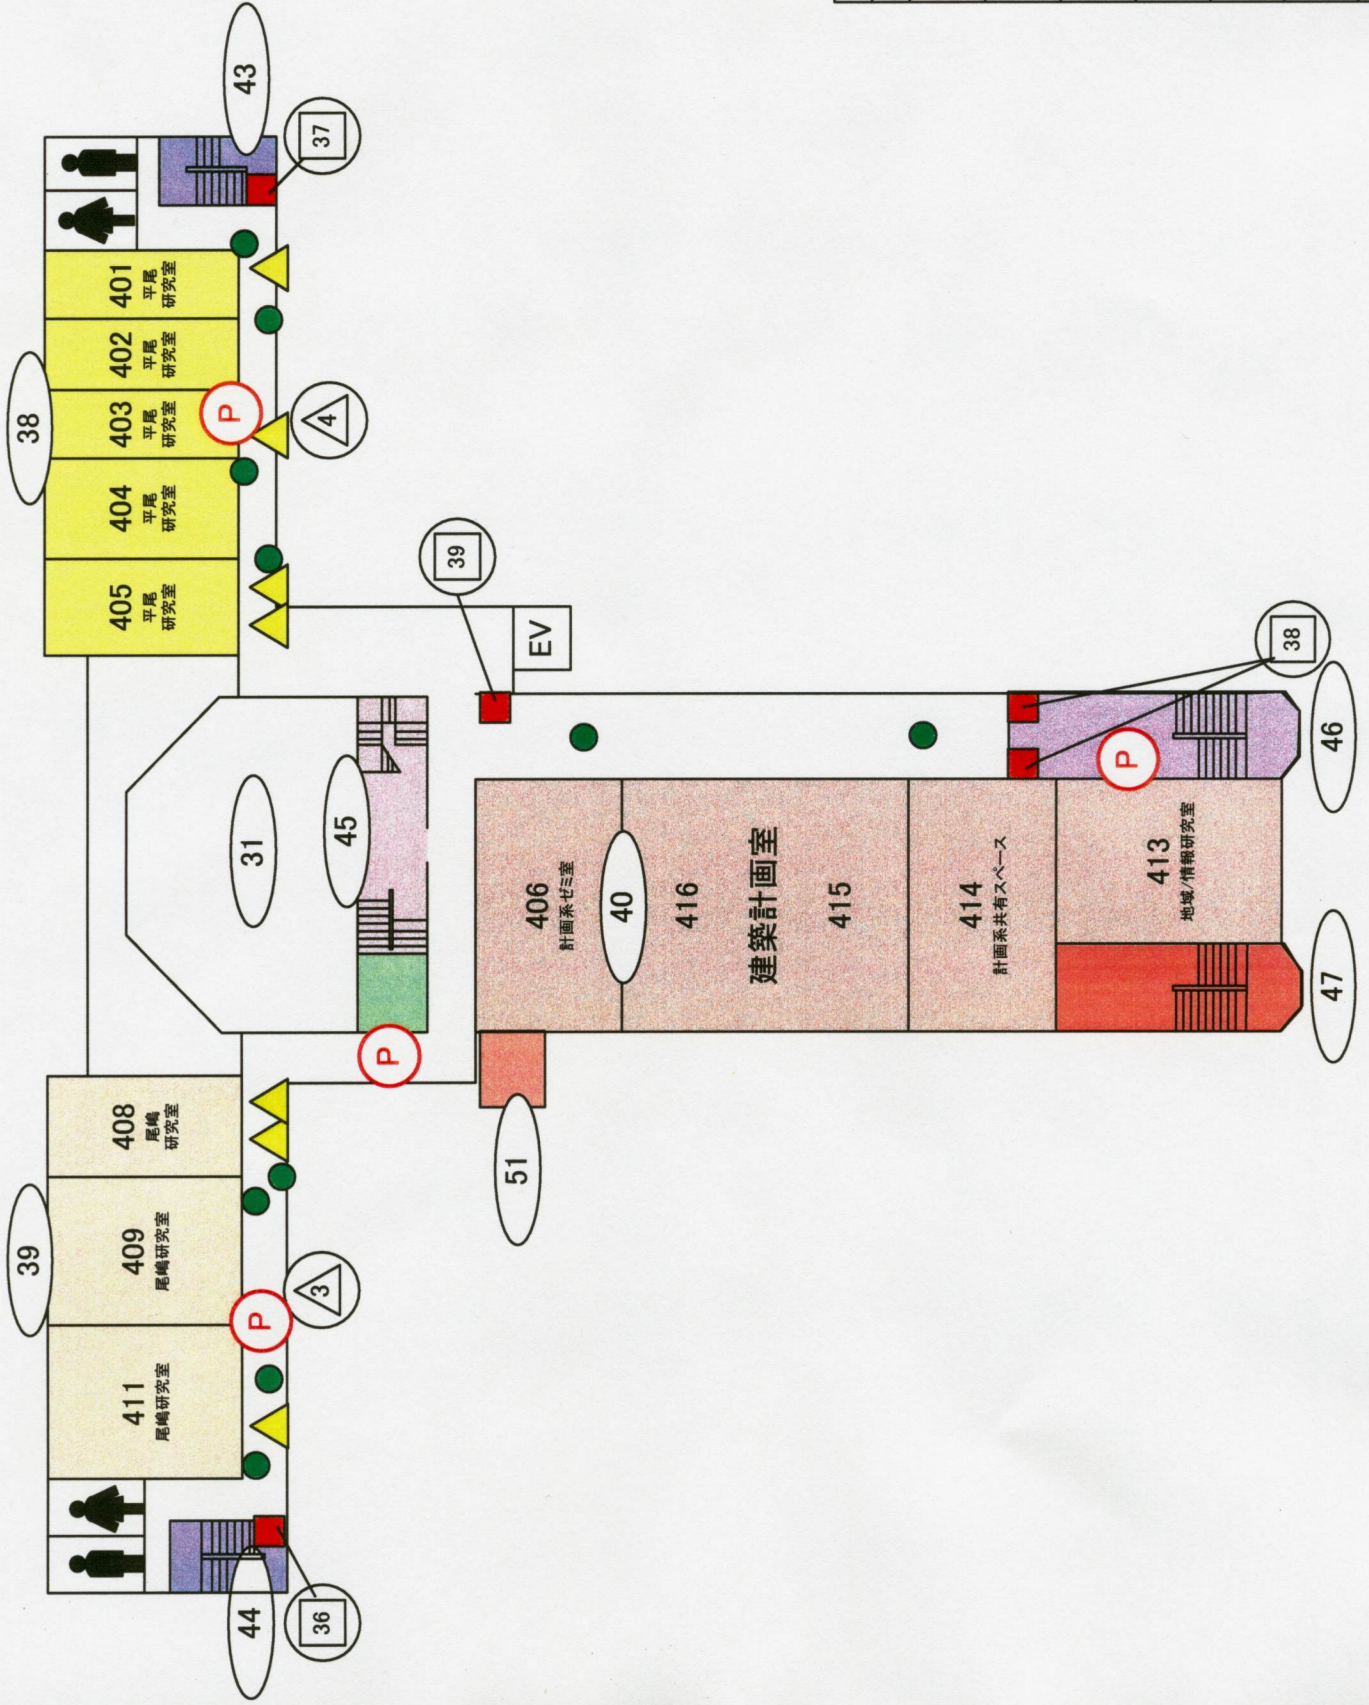 38
39
401
平尾
研究室
402
平尾
研究室
403
平尾
研究室
404
平尾
研究室
405
平尾
研究室
408
尾嶋
研究室
409
尾嶋研究室
411
尾嶋研究室
43
37
P
4
31
45
P
P
3
44
36
39
EV
51
406
計画系ゼミ室
40
416
建築計画室
415
414
計画系共有スペース
413
地域/情報研究室
P
38
46
47